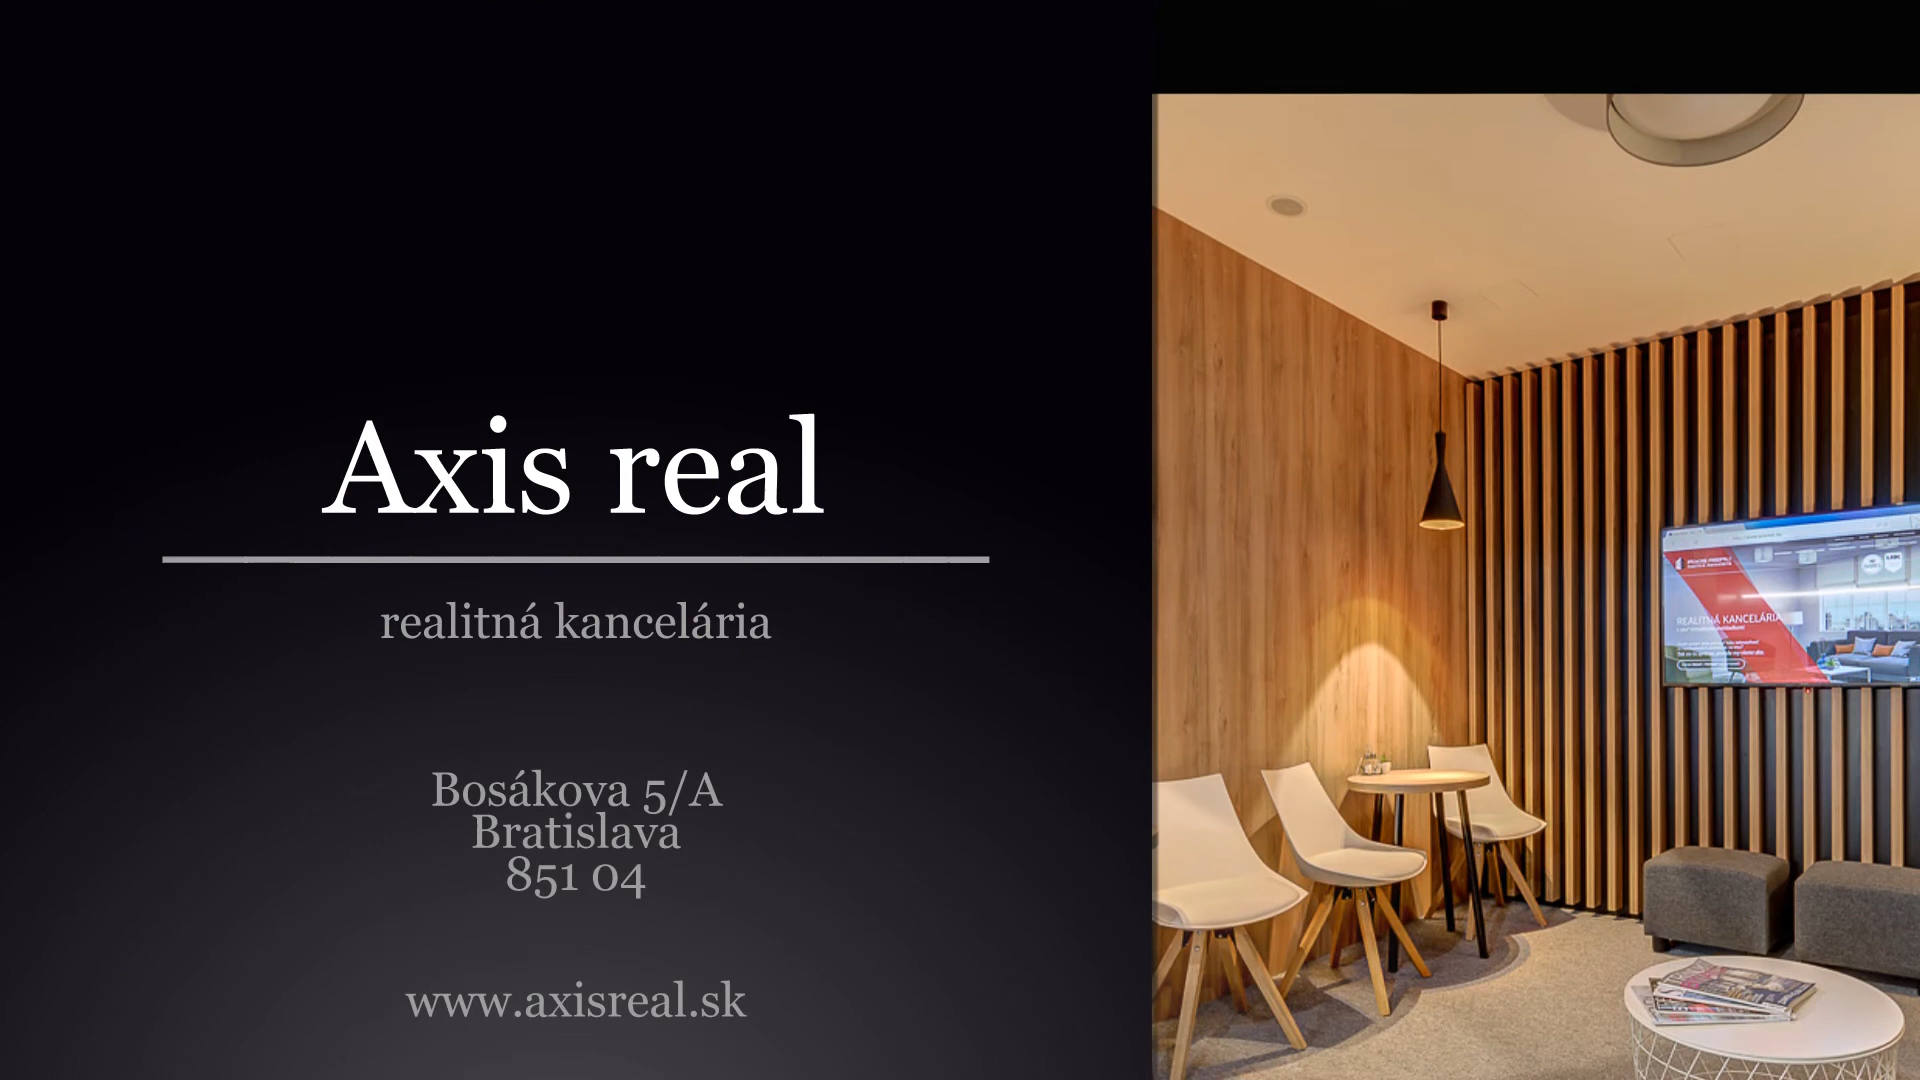 Axis real
realitná kancelária
Bosákova 5/A
Bratislava
851 04
www.axisreal.sk
REALITNÁ KANCELÁRIA